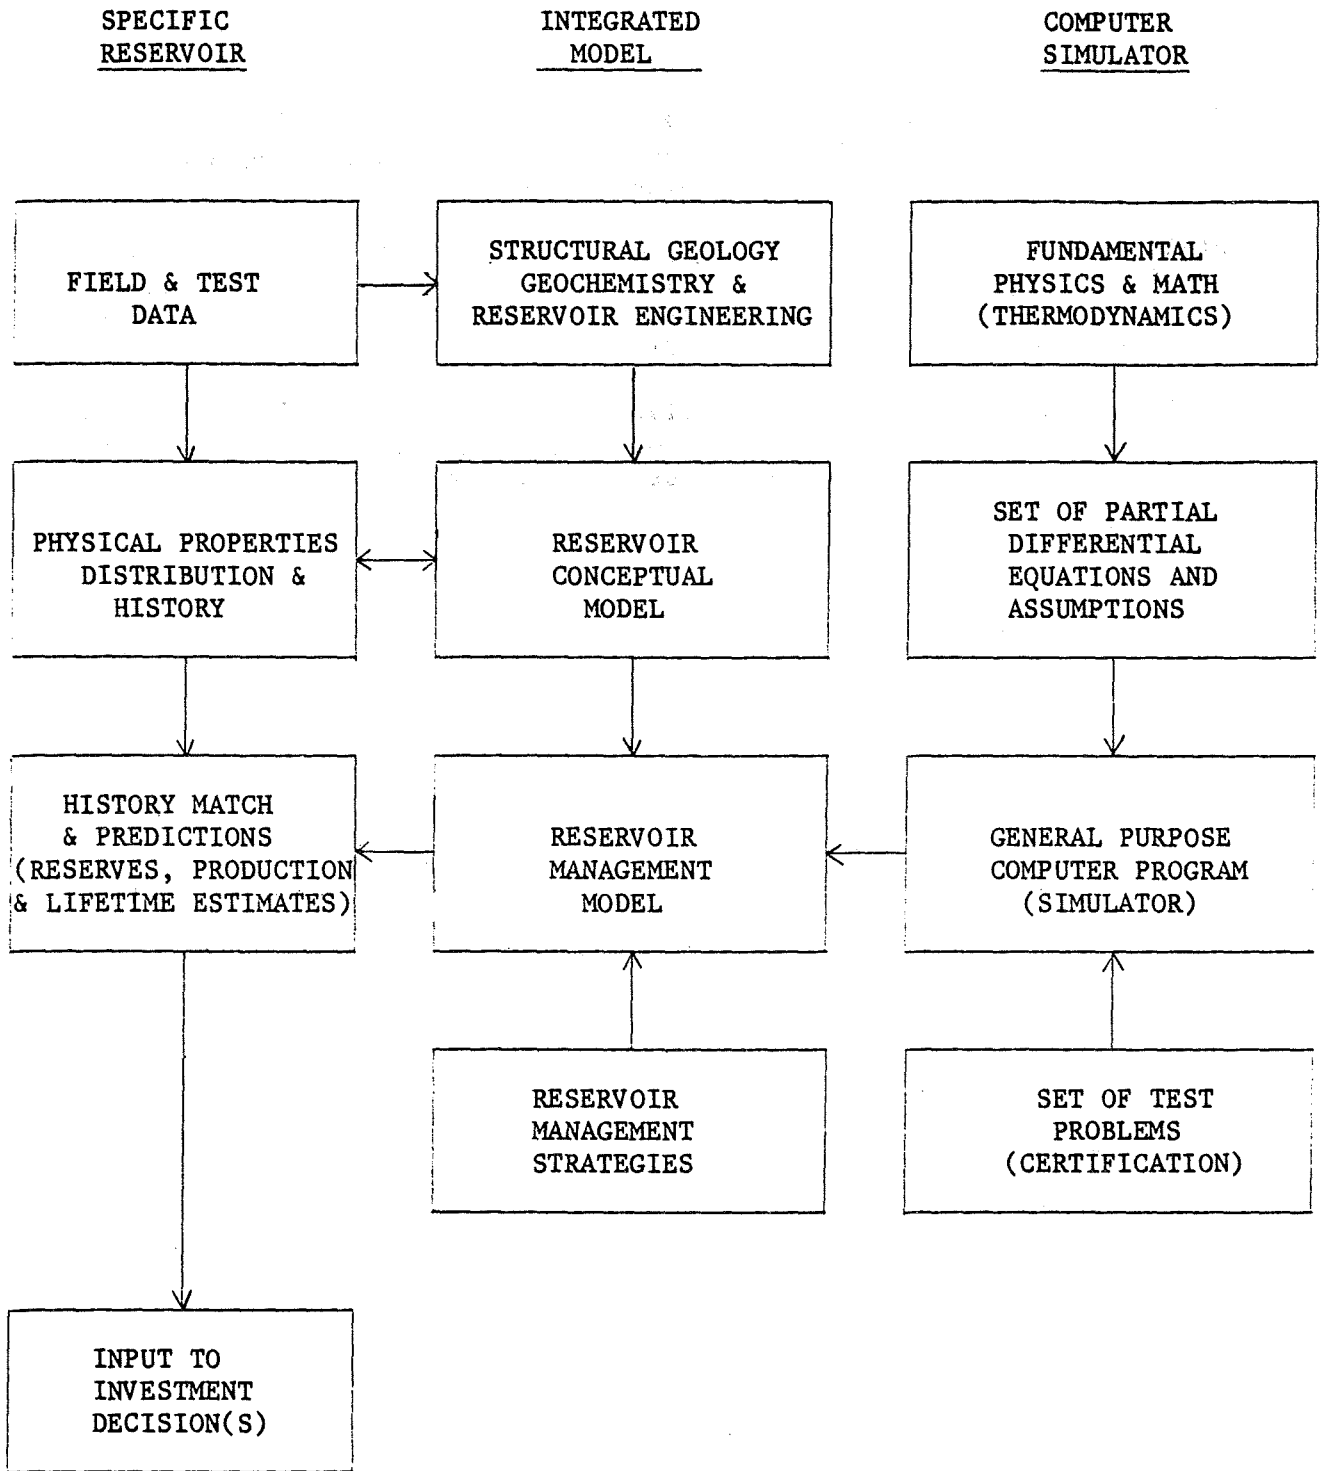 SPECIFIC
RESERVOIR
INTEGRATED
MODEL
COMPUTER
SIMULATOR
FIELD & TEST
DATA
STRUCTURAL GEOLOGY
GEOCHEMISTRY &
RESERVOIR ENGINEERING
FUNDAMENTAL
PHYSICS & MATH
(THERMODYNAMICS)
PHYSICAL PROPERTIES
DISTRIBUTION &
HISTORY
RESERVOIR
CONCEPTUAL
MODEL
SET OF PARTIAL
DIFFERENTIAL
EQUATIONS AND
ASSUMPTIONS
HISTORY MATCH
& PREDICTIONS
(RESERVES, PRODUCTION
& LIFETIME ESTIMATES)
RESERVOIR
MANAGEMENT
MODEL
GENERAL PURPOSE
COMPUTER PROGRAM
(SIMULATOR)
RESERVOIR
MANAGEMENT
STRATEGIES
SET OF TEST
PROBLEMS
(CERTIFICATION)
INPUT TO
INVESTMENT
DECISION(S)